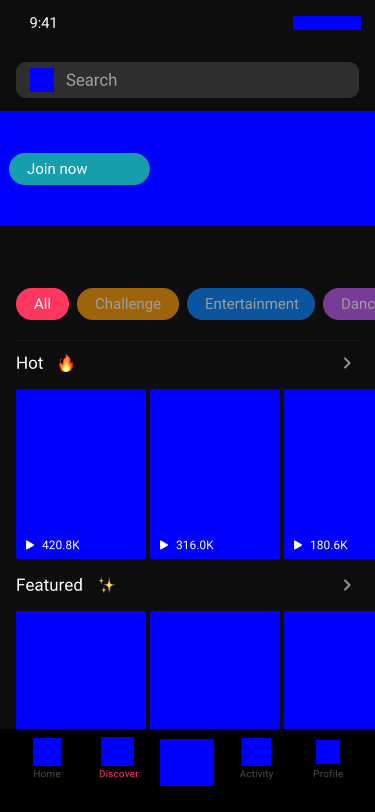 9:41
Search
Join now
All
Challenge
Entertainment
Danc
Hot 🔥
420.8K
316.0K
180.6K
Featured ✨
Home
Discover
Activity
Profile